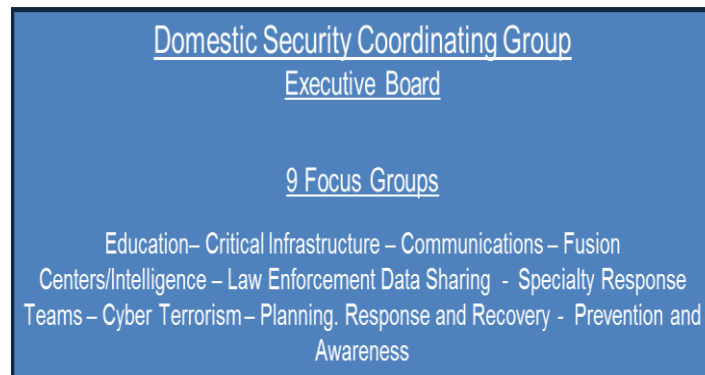 Domestic Security Coordinating Group
Executive Board
9 Focus Groups
Education– Critical Infrastructure – Communications – Fusion
Centers/Intelligence – Law Enforcement Data Sharing  -  Specialty Response
Teams – Cyber Terrorism – Planning. Response and Recovery -  Prevention and
Awareness